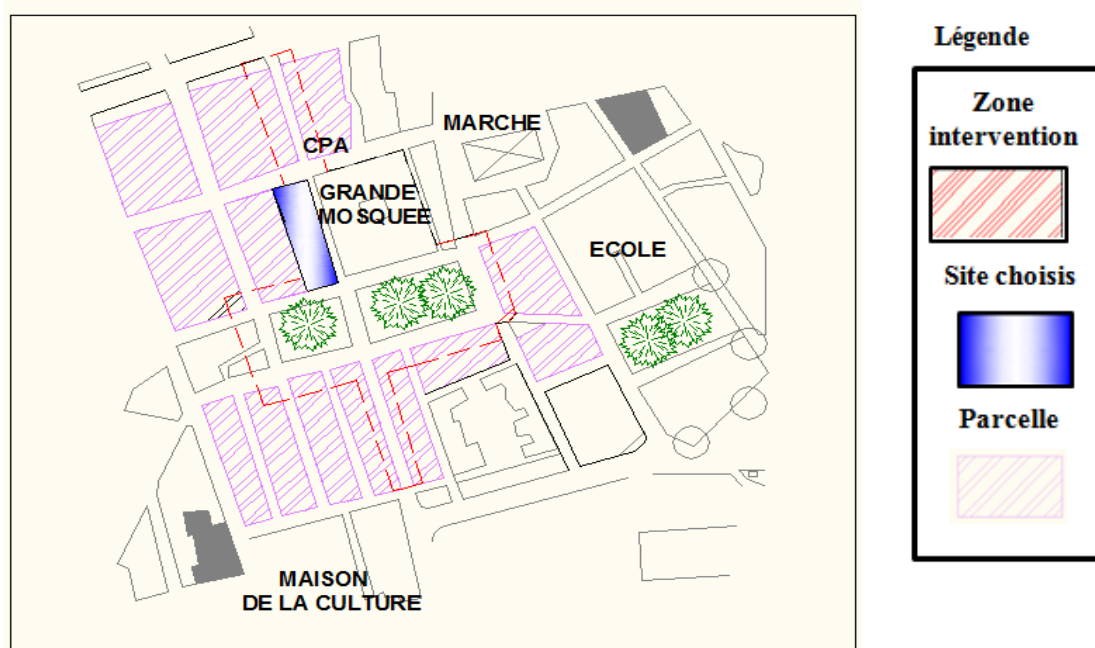 MARCHE
CPA
GRANDE
MOSQUEE
ECOLE
MAISON
DE LA CULTURE
Légende
Zone
intervention
Site choisis
Parcelle